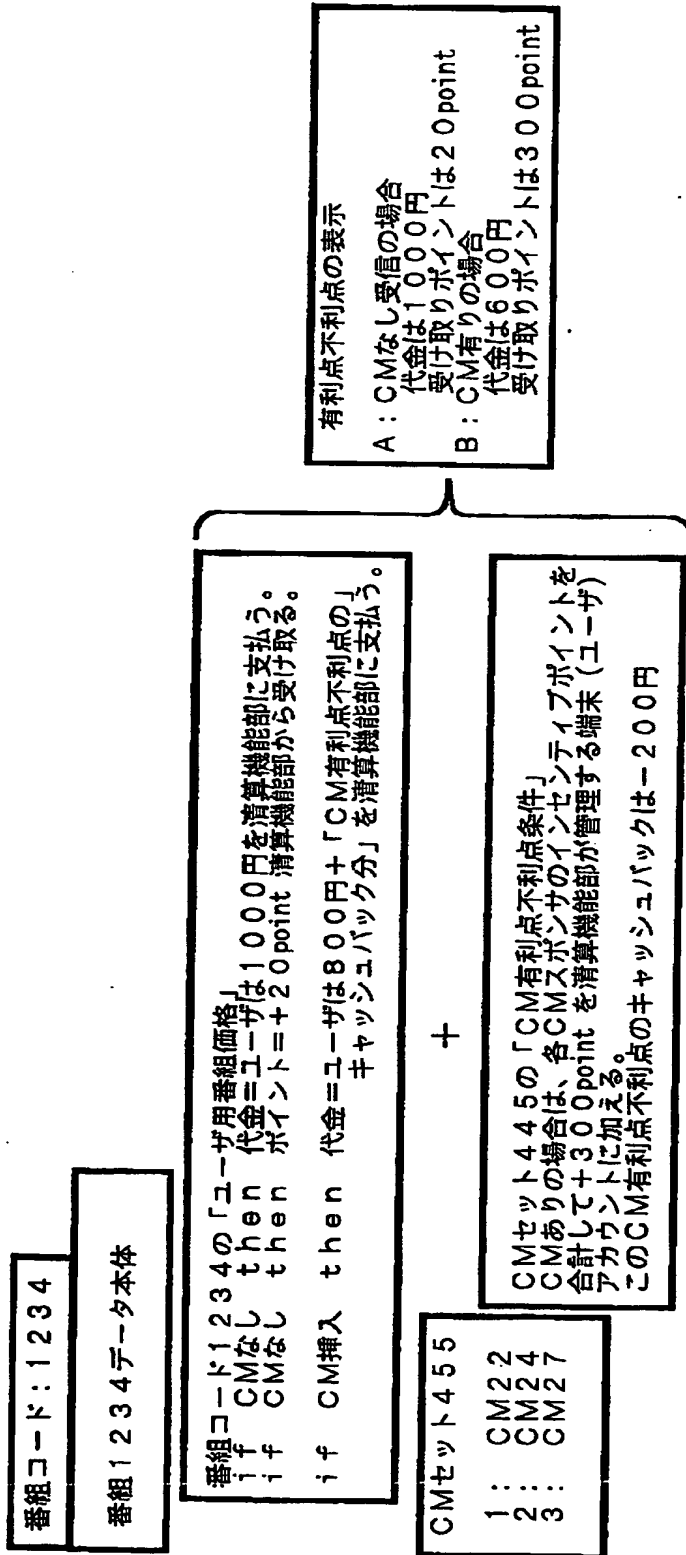 番組コード:1234
番組1234データ本体
番組コード1234の「ユーザ用番組価格」
if CMなし then 代金=ユーザは1000円を清算機能部に支払う。
if CMなし then ポイント=+20point 清算機能部から受け取る。
if CM挿入 then 代金=ユーザは800円+「CM有利点不利点の」
キャッシュバック分」を清算機能部に支払う。
+
CMセット455
1: CM22
2: CM24
3: CM27
CMセット445の「CM有利点不利点条件」
CMありの場合は、各CMスポンサのインセンティブポイントを
合計して+300point を清算機能部が管理する端末(ユーザ)
アカウントに加える。
このCM有利点不利点のキャッシュバックは-200円
有利点不利点の表示
A:CMなし受信の場合
代金は1000円
受け取りポイントは20point
B:CM有りの場合
代金は600円
受け取りポイントは300point